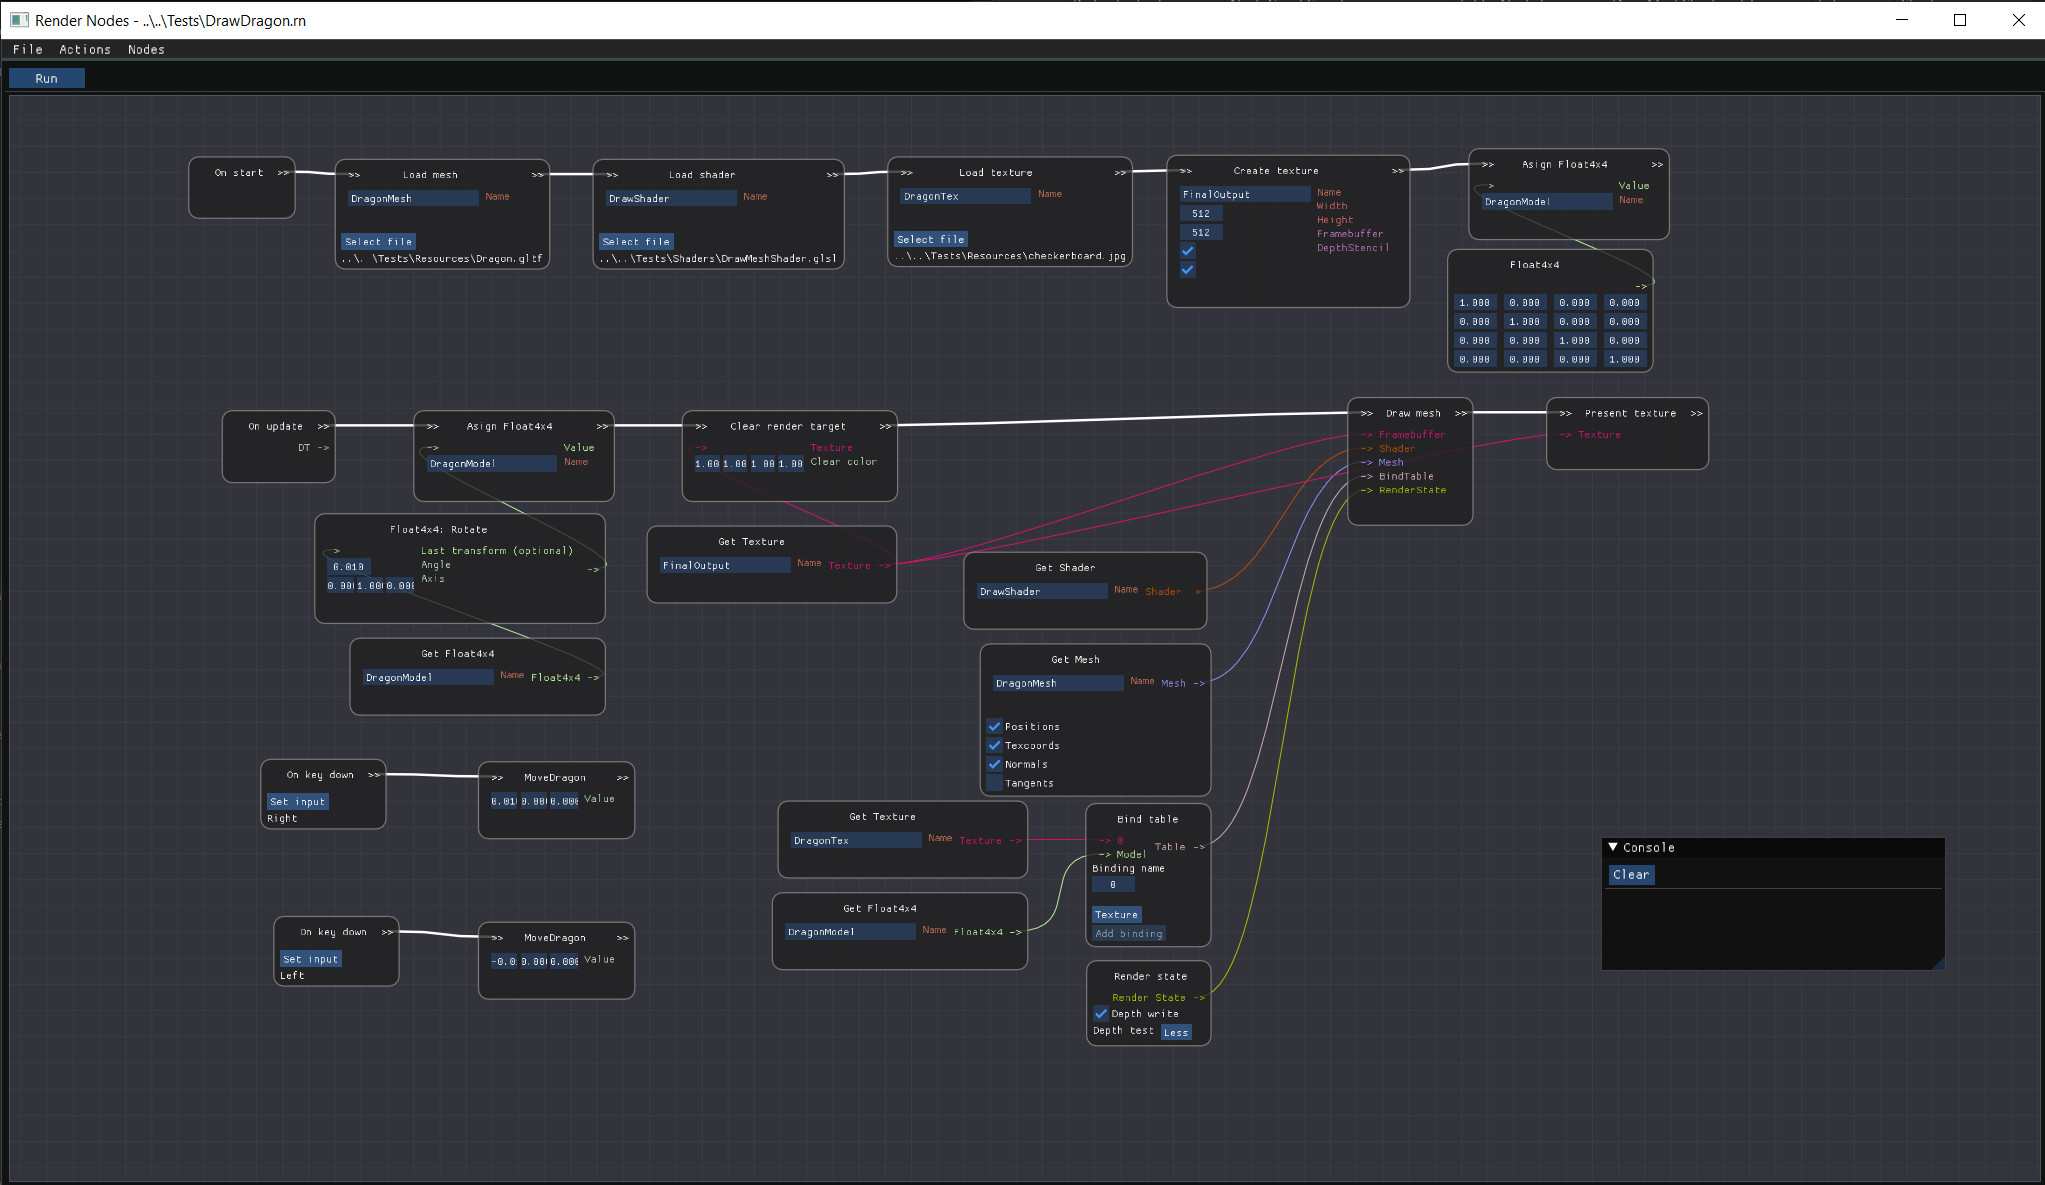 Render Nodes - ..\..\Tests\DrawDragon.rn
File Actions Nodes
Run
On start >>
>> Load mesh >>
DragonMesh Name
Select file
..\. \Tests\Resources\Dragon.gltf
>> Load shader >>
DrawShader Name
Select file
..\..\Tests\Shaders\DrawMeshShader.glsl
>> Load texture >>
DragonTex Name
Select file
..\..\Tests\Resources\checkerboard.jpg
>> Create texture >>
FinalOutput Name
512 Width
512 Height
Framebuffer
DepthStencil
>> Asign Float4x4 >>
-> Value
DragonModel Name
Float4x4
->
1.000 0.000 0.000 0.000
0.000 1.000 0.000 0.000
0.000 0.000 1.000 0.000
0.000 0.000 0.000 1.000
On update >>
DT ->
>> Asign Float4x4 >>
-> Value
DragonModel Name
>> Clear render target >>
-> Texture
1.00 1.00 1.00 1.00 Clear color
>> Draw mesh >>
-> Framebuffer
-> Shader
-> Mesh
-> BindTable
-> RenderState
>> Present texture >>
-> Texture
Float4x4: Rotate
-> Last transform (optional)
0.010 Angle ->
0.00 1.00 0.000 Axis
Get Texture
FinalOutput Name Texture ->
Get Shader
DrawShader Name Shader >
Get Float4x4
DragonModel Name Float4x4 ->
Get Mesh
DragonMesh Name Mesh ->
Positions
Texcoords
Normals
Tangents
On key down >>
Set input
Right
>> MoveDragon >>
0.01 0.00 0.000 Value
Get Texture
DragonTex Name Texture ->
Bind table
-> 0
Table ->
-> Model
Binding name
0
Texture
Add binding
Get Float4x4
DragonModel Name Float4x4 ->
On key down >>
Set input
Left
>> MoveDragon >>
-0.0 0.00 0.000 Value
Render state
Render State ->
Depth write
Depth test Less
Console
Clear